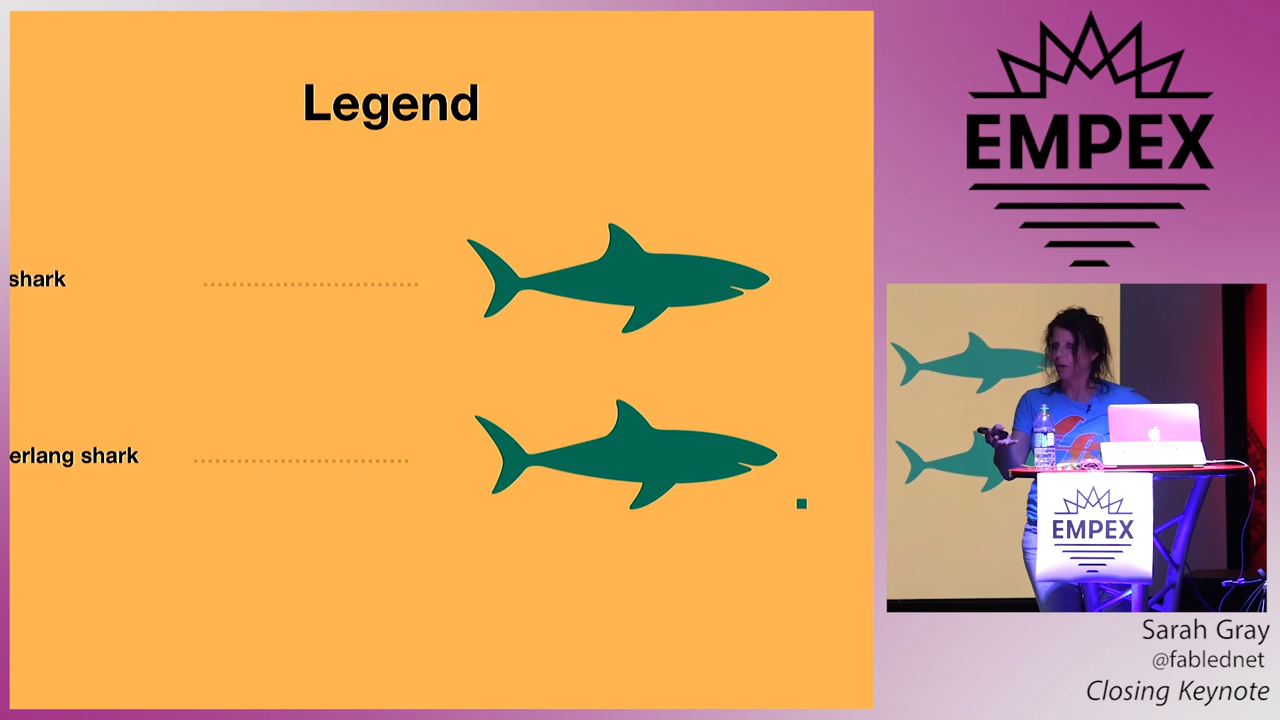 Legend
shark
erlang shark
EMPEX
EMPEX
Sarah Gray
@fablednet
Closing Keynote